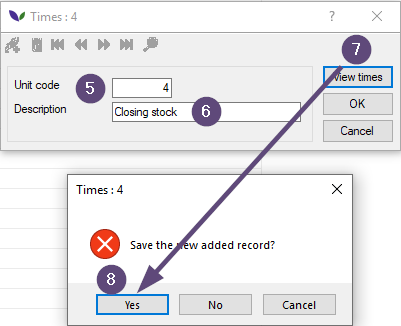 Times : 4
?
7
Unit code 5 4 View times
Description Closing stock 6 OK
Cancel
Times : 4
Save the new added record?
8
Yes No Cancel